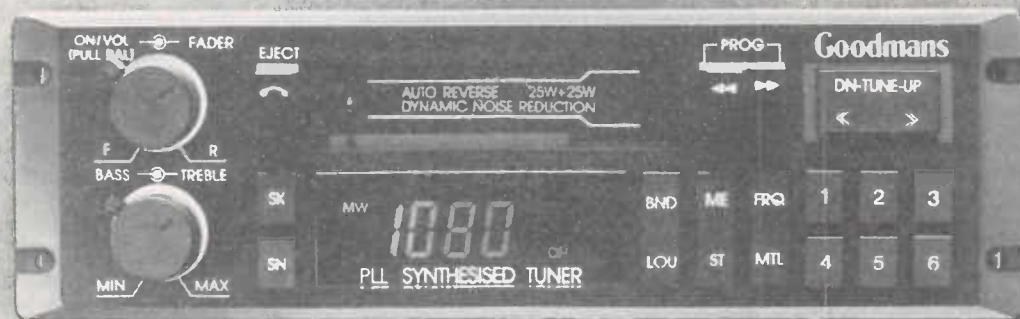 ON/VOL FADER
(PULL BAL)
F R
BASS TREBLE
MIN MAX
EJECT
AUTO REVERSE 25W+25W
DYNAMIC NOISE REDUCTION
PROG
Goodmans
DN-TUNE-UP
SK
SN
MW
1080
PLL SYNTHESISED TUNER
BND ME FRQ
LOU ST MTL
1 2 3
4 5 6